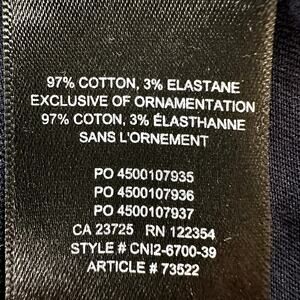 97% COTTON, 3% ELASTANE
EXCLUSIVE OF ORNAMENTATION
97% COTON, 3% ÉLASTHANNE
SANS L'ORNEMENT
PO 4500107935
PO 4500107936
PO 4500107937
CA 23725 RN 122354
STYLE # CNI2-6700-39
ARTICLE # 73522